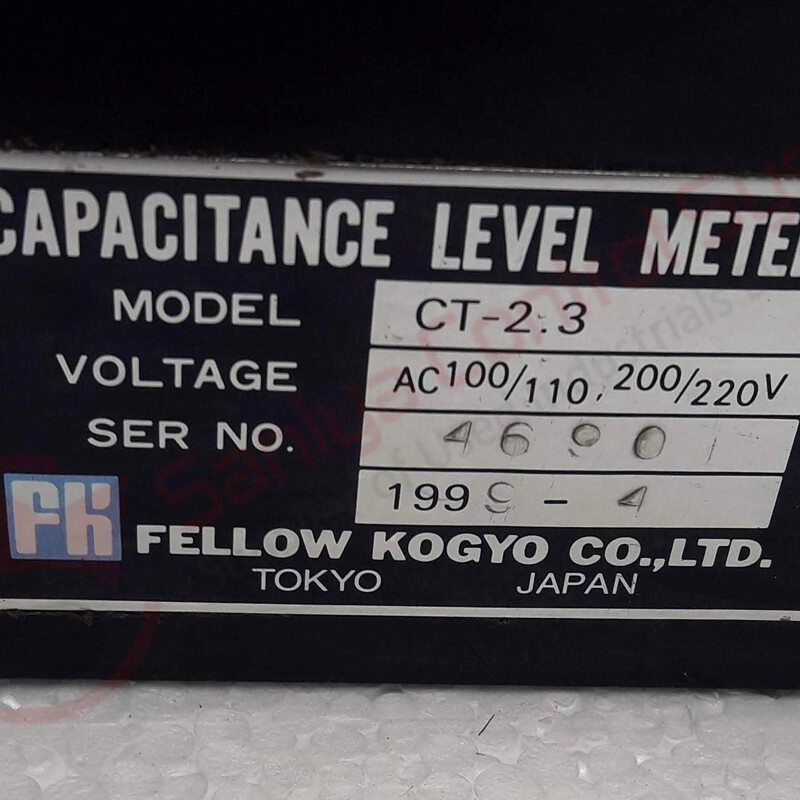 CAPACITANCE LEVEL METER
MODEL CT-2.3
VOLTAGE AC100/110, 200/220V
SER NO. 4690
1999-4
FK FELLOW KOGYO CO.,LTD.
TOKYO JAPAN